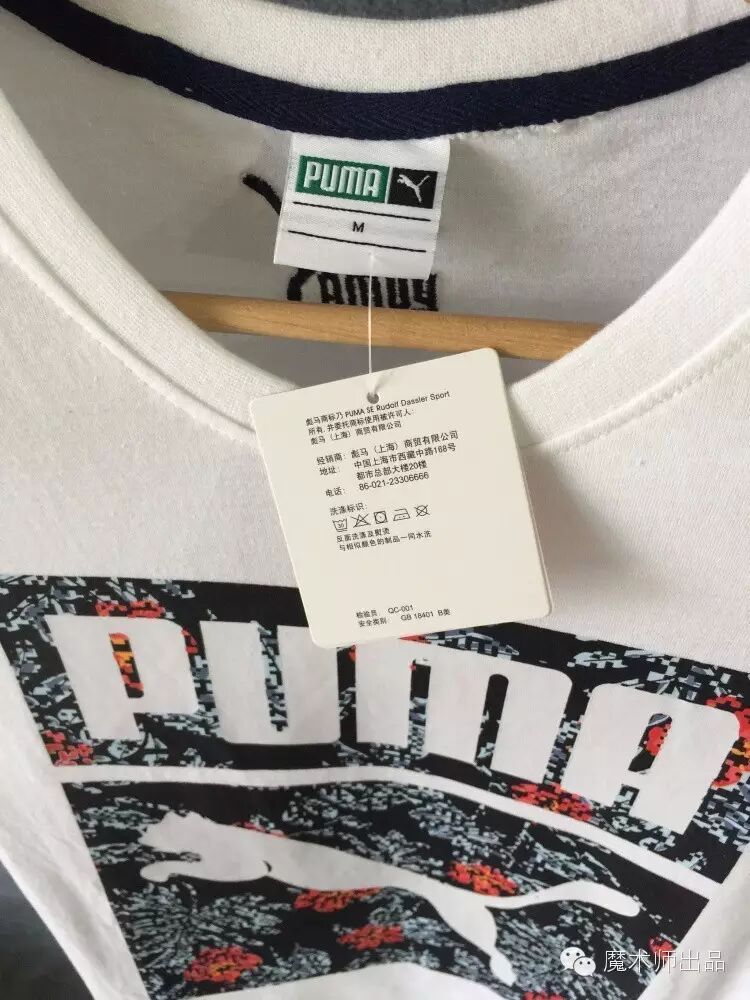 PUMA
M
彪马商标乃 PUMA SE Rudolf Dassler Sport
所有, 并委托商标使用被许可人:
彪马（上海）商贸有限公司
经销商: 彪马（上海）商贸有限公司
地址: 中国上海市西藏中路168号
都市总部大楼20楼
电话: 86-021-23306666
洗涤标识:
30
反面洗涤及熨烫
与相似颜色的制品一同水洗
检验员: QC-001
安全类别: GB 18401 B类
PUMA
魔术师出品